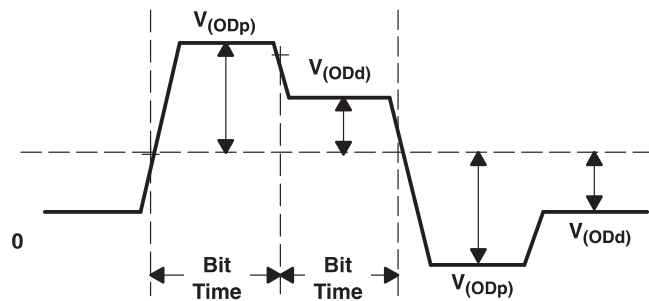 V(ODp)
V(ODd)
0
Bit
Time
Bit
Time
V(ODp)
V(ODd)